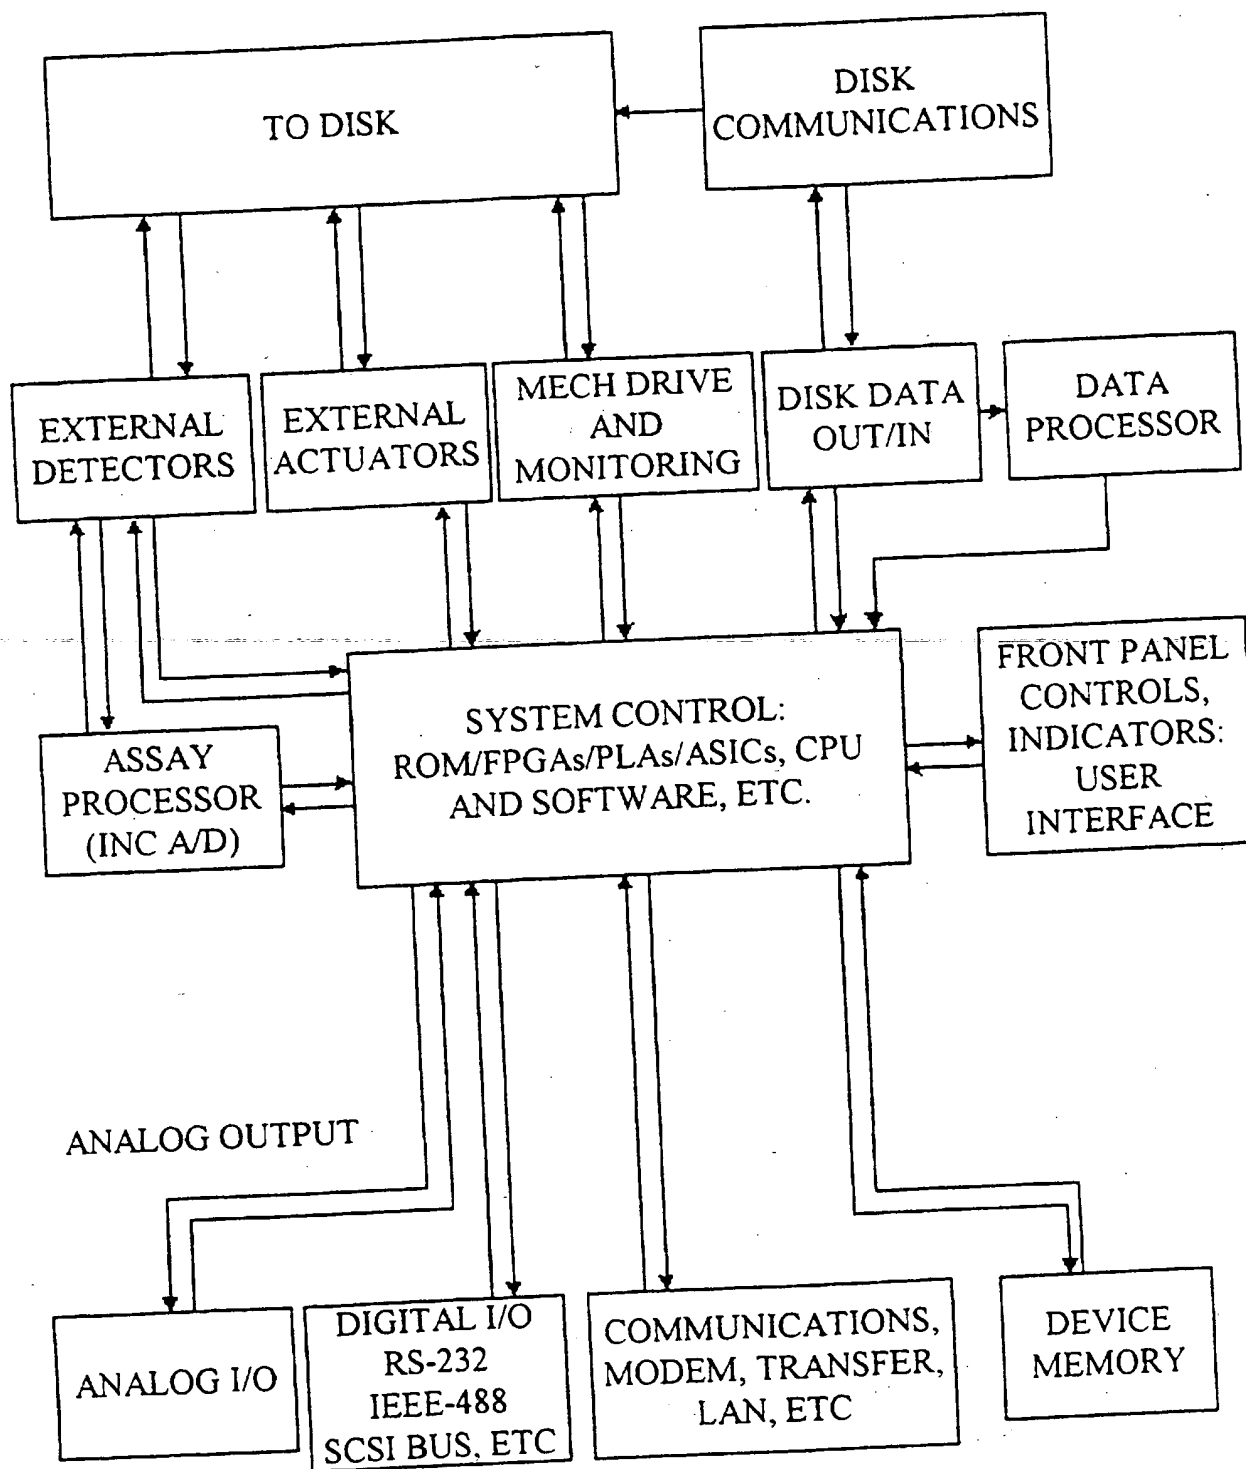 TO DISK
DISK
COMMUNICATIONS
EXTERNAL
DETECTORS
EXTERNAL
ACTUATORS
MECH DRIVE
AND
MONITORING
DISK DATA
OUT/IN
DATA
PROCESSOR
ASSAY
PROCESSOR
(INC A/D)
SYSTEM CONTROL:
ROM/FPGAs/PLAs/ASICs, CPU
AND SOFTWARE, ETC.
FRONT PANEL
CONTROLS,
INDICATORS:
USER
INTERFACE
ANALOG OUTPUT
ANALOG I/O
DIGITAL I/O
RS-232
IEEE-488
SCSI BUS, ETC
COMMUNICATIONS,
MODEM, TRANSFER,
LAN, ETC
DEVICE
MEMORY